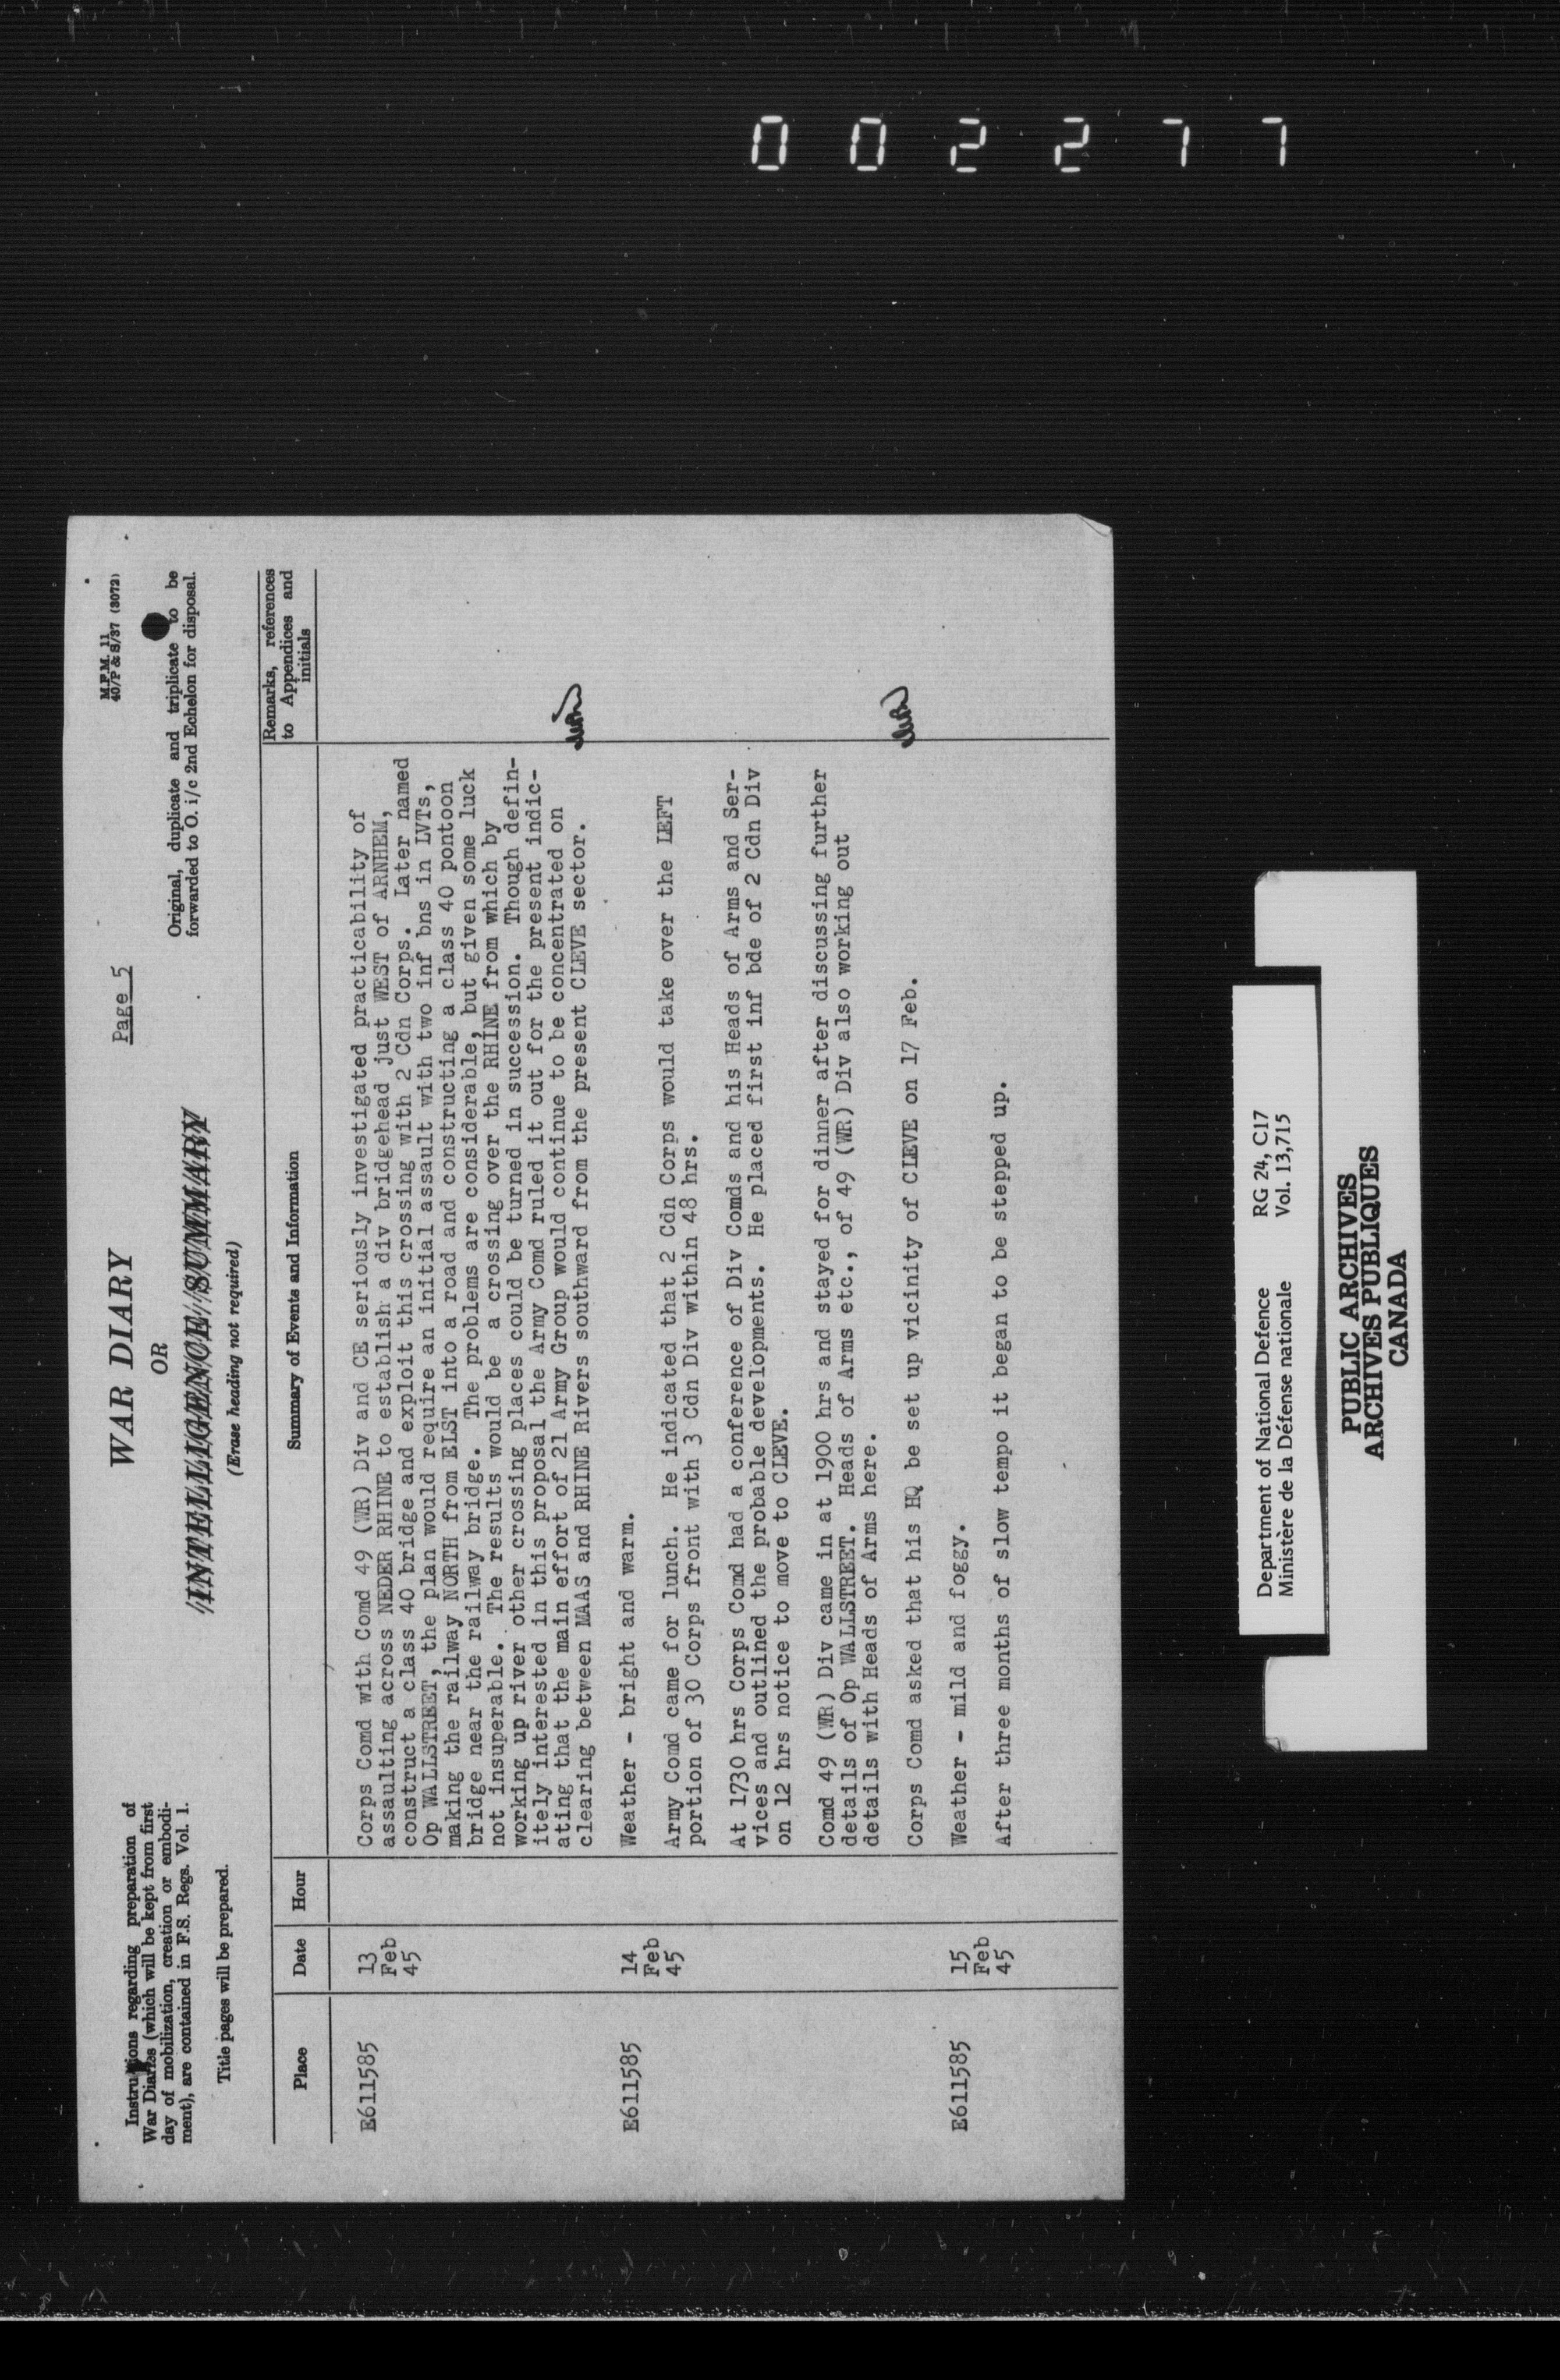 002277
Instructions regarding preparation of
War Diaries (which will be kept from first
day of mobilization, creation or embodi-
ment), are contained in F.S. Regs. Vol. 1.
Title pages will be prepared.
WAR DIARY
OR
INTELLIGENCE SUMMARY
(Erase heading not required)
Page 5
M.F.M. 11
40/P & S/37 (3072)
Original, duplicate and triplicate to be
forwarded to O. i/c 2nd Echelon for disposal.
Place Date Hour Summary of Events and Information Remarks, references
to Appendices and
initials
E611585 13
Feb
45
Corps Comd with Comd 49 (WR) Div and CE seriously investigated practicability of
assaulting across NEDER RHINE to establish a div bridgehead just WEST of ARNHEM,
construct a class 40 bridge and exploit this crossing with 2 Cdn Corps. Later named
Op WALLSTREET, the plan would require an initial assault with two inf bns in LVTs,
making the railway NORTH from ELST into a road and constructing a class 40 pontoon
bridge near the railway bridge. The problems are considerable, but given some luck
not insuperable. The results would be a crossing over the RHINE from which by
working up river other crossing places could be turned in succession. Though defin-
itely interested in this proposal the Army Comd ruled it out for the present indic-
ating that the main effort of 21 Army Group would continue to be concentrated on
clearing between MAAS and RHINE Rivers southward from the present CLEVE sector.
E611585 14
Feb
45
Weather - bright and warm.
Army Comd came for lunch. He indicated that 2 Cdn Corps would take over the LEFT
portion of 30 Corps front with 3 Cdn Div within 48 hrs.
At 1730 hrs Corps Comd had a conference of Div Comds and his Heads of Arms and Ser-
vices and outlined the probable developments. He placed first inf bde of 2 Cdn Div
on 12 hrs notice to move to CLEVE.
Comd 49 (WR) Div came in at 1900 hrs and stayed for dinner after discussing further
details of Op WALLSTREET. Heads of Arms etc., of 49 (WR) Div also working out
details with Heads of Arms here.
Corps Comd asked that his HQ be set up vicinity of CLEVE on 17 Feb.
E611585 15
Feb
45
Weather - mild and foggy.
After three months of slow tempo it began to be stepped up.
Department of National Defence RG 24, C17
Ministère de la Défense nationale Vol. 13,715
PUBLIC ARCHIVES
ARCHIVES PUBLIQUES
CANADA